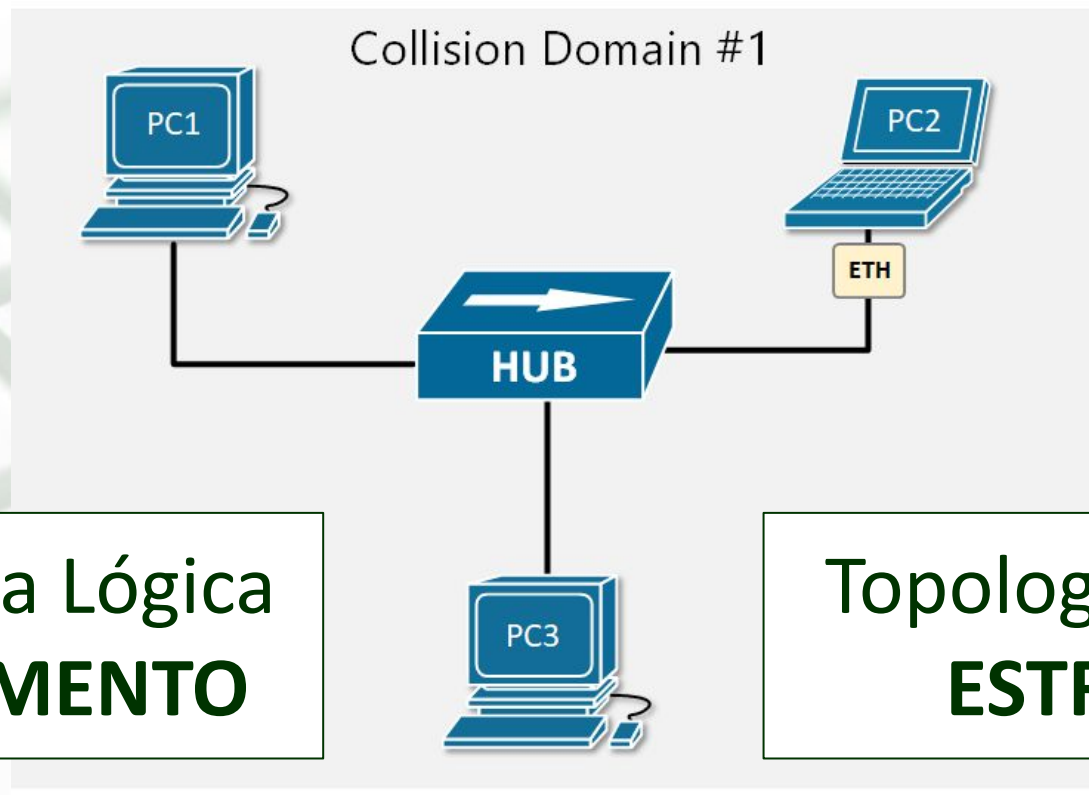 Collision Domain #1
PC1
PC2
ETH
HUB
PC3
a Lógica
MENTO
Topolog
ESTR